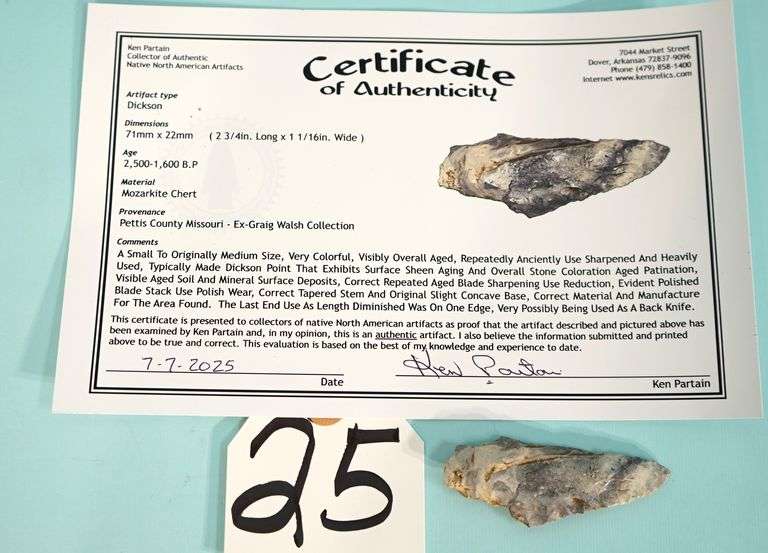 Ken Partain
Collector of Authentic
Native North American Artifacts
Certificate
of Authenticity
7044 Market Street
Dover, Arkansas 72837-9096
Phone (479) 858-1400
Internet www.kensrelics.com
Artifact type
Dickson
Dimensions
71mm x 22mm ( 2 3/4in. Long x 1 1/16in. Wide )
Age
2,500-1,600 B.P
Material
Mozarkite Chert
Provenance
Pettis County Missouri - Ex-Graig Walsh Collection
Comments
A Small To Originally Medium Size, Very Colorful, Visibly Overall Aged, Repeatedly Anciently Use Sharpened And Heavily
Used, Typically Made Dickson Point That Exhibits Surface Sheen Aging And Overall Stone Coloration Aged Patination,
Visible Aged Soil And Mineral Surface Deposits, Correct Repeated Aged Blade Sharpening Use Reduction, Evident Polished
Blade Stack Use Polish Wear, Correct Tapered Stem And Original Slight Concave Base, Correct Material And Manufacture
For The Area Found. The Last End Use As Length Diminished Was On One Edge, Very Possibly Being Used As A Back Knife.
This certificate is presented to collectors of native North American artifacts as proof that the artifact described and pictured above has
been examined by Ken Partain and, in my opinion, this is an authentic artifact. I also believe the information submitted and printed
above to be true and correct. This evaluation is based on the best of my knowledge and experience to date.
7-7-2025
Ken Partain
Date
Ken Partain
25